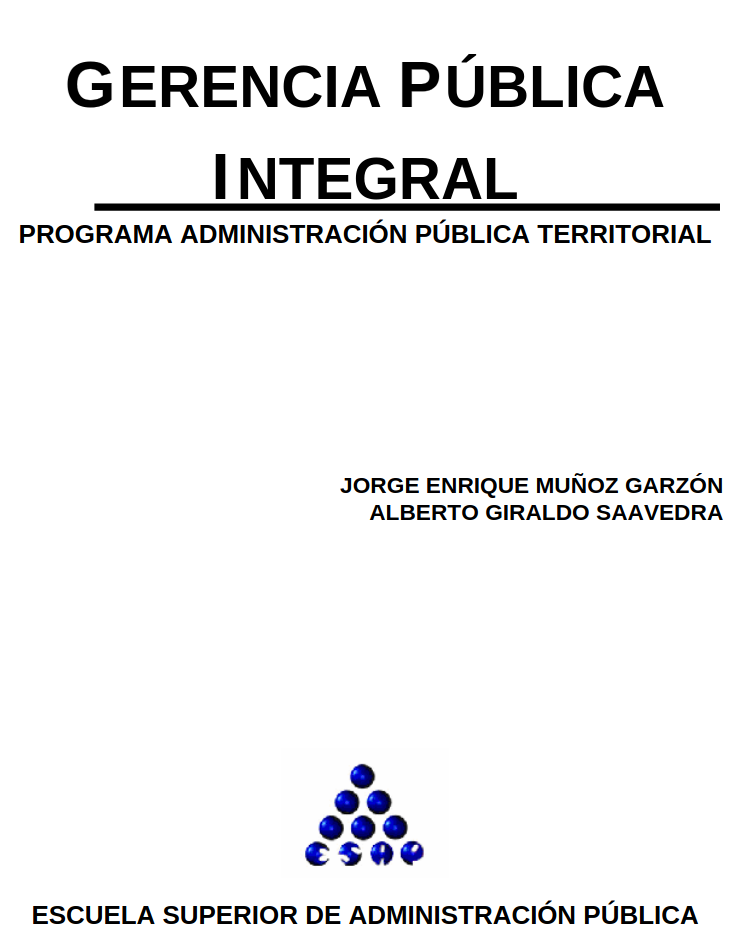 GERENCIA PÚBLICA
INTEGRAL
PROGRAMA ADMINISTRACIÓN PÚBLICA TERRITORIAL
JORGE ENRIQUE MUÑOZ GARZÓN
ALBERTO GIRALDO SAAVEDRA
ESAP
ESCUELA SUPERIOR DE ADMINISTRACIÓN PÚBLICA